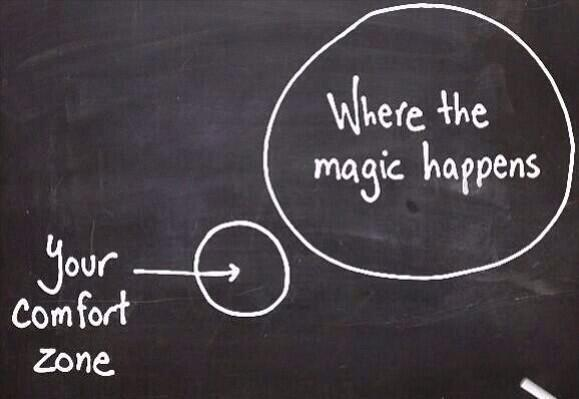 Where the
magic happens
Your
comfort
zone